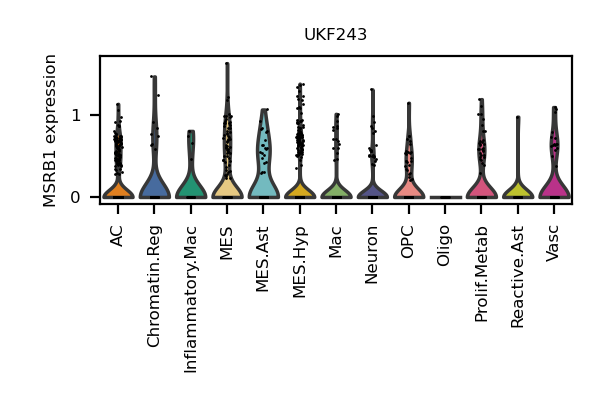 UKF243
MSRB1 expression
1
0
AC
Chromatin.Reg
Inflammatory.Mac
MES
MES.Ast
MES.Hyp
Mac
Neuron
OPC
Oligo
Prolif.Metab
Reactive.Ast
Vasc